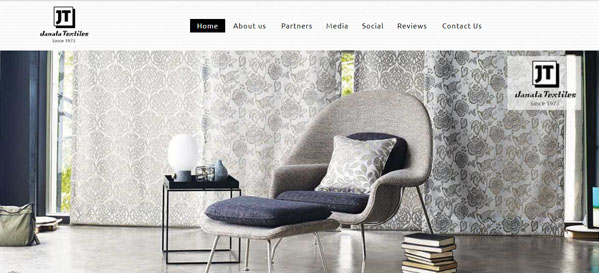 JT
Janata Textiles
Since 1973
Home About us Partners Media Social Reviews Contact Us
JT
Janata Textiles
Since 1973